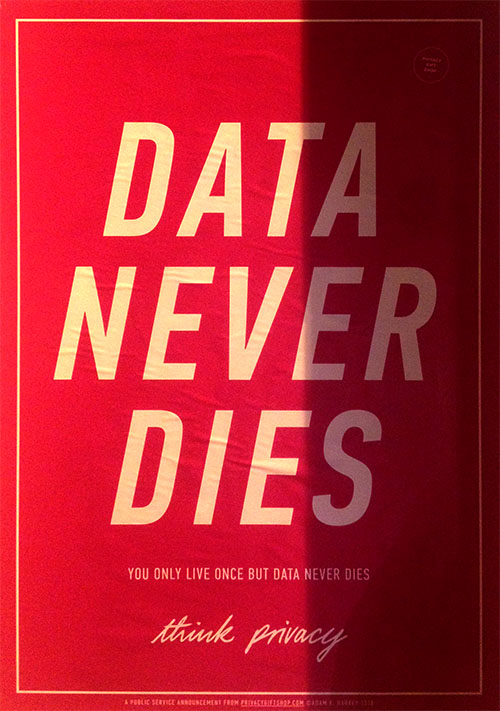 DATA
NEVER
DIES
YOU ONLY LIVE ONCE BUT DATA NEVER DIES
think privacy
A PUBLIC SERVICE ANNOUNCEMENT FROM PRIVACYGIFTSHOP.COM ©ADAM